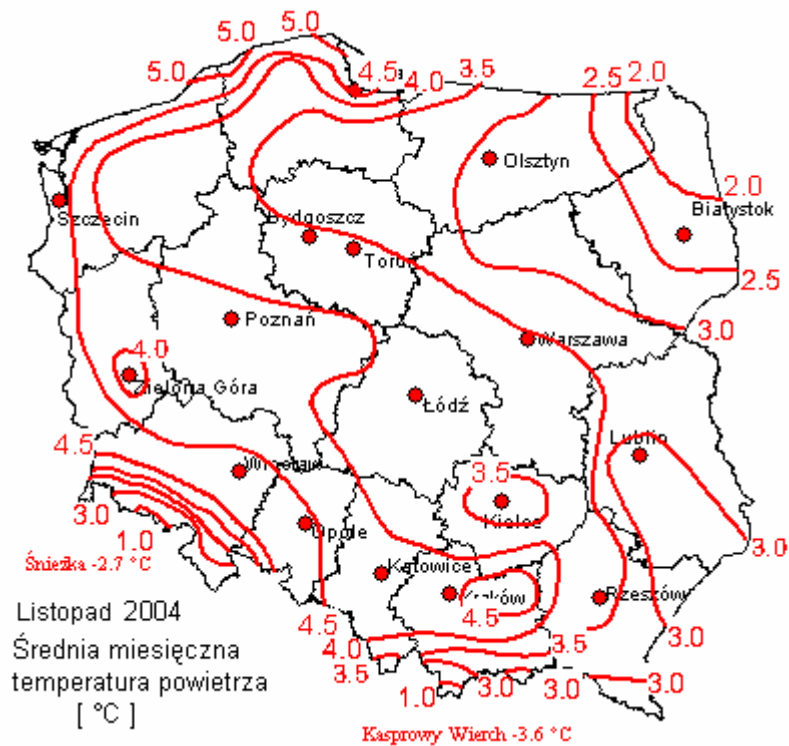 5.0
5.0
5.0
4.5
4.0
3.5
2.5
2.0
Olsztyn
2.0
Szczecin
Białystok
Bydgoszcz
Toruń
2.5
Poznań
3.0
Warszawa
4.0
Zielona Góra
Łódź
4.5
Lublin
Wrocław
3.5
3.0
Kielce
1.0
Opole
3.0
Śnieżka -2.7 °C
Katowice
Kraków
Rzeszów
Listopad 2004
4.5
4.5
Średnia miesięczna
4.0
3.5
3.0
temperatura powietrza
3.5
1.0
3.0
3.0
3.0
[ °C ]
Kasprowy Wierch -3.6 °C